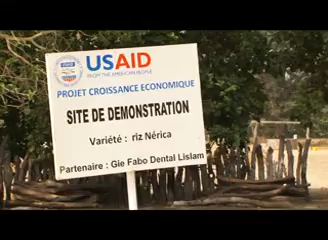 USAID
FROM THE AMERICAN PEOPLE
PROJET CROISSANCE ECONOMIQUE
SITE DE DEMONSTRATION
Variété : riz Nérica
Partenaire : Gie Fabo Dental Lislam